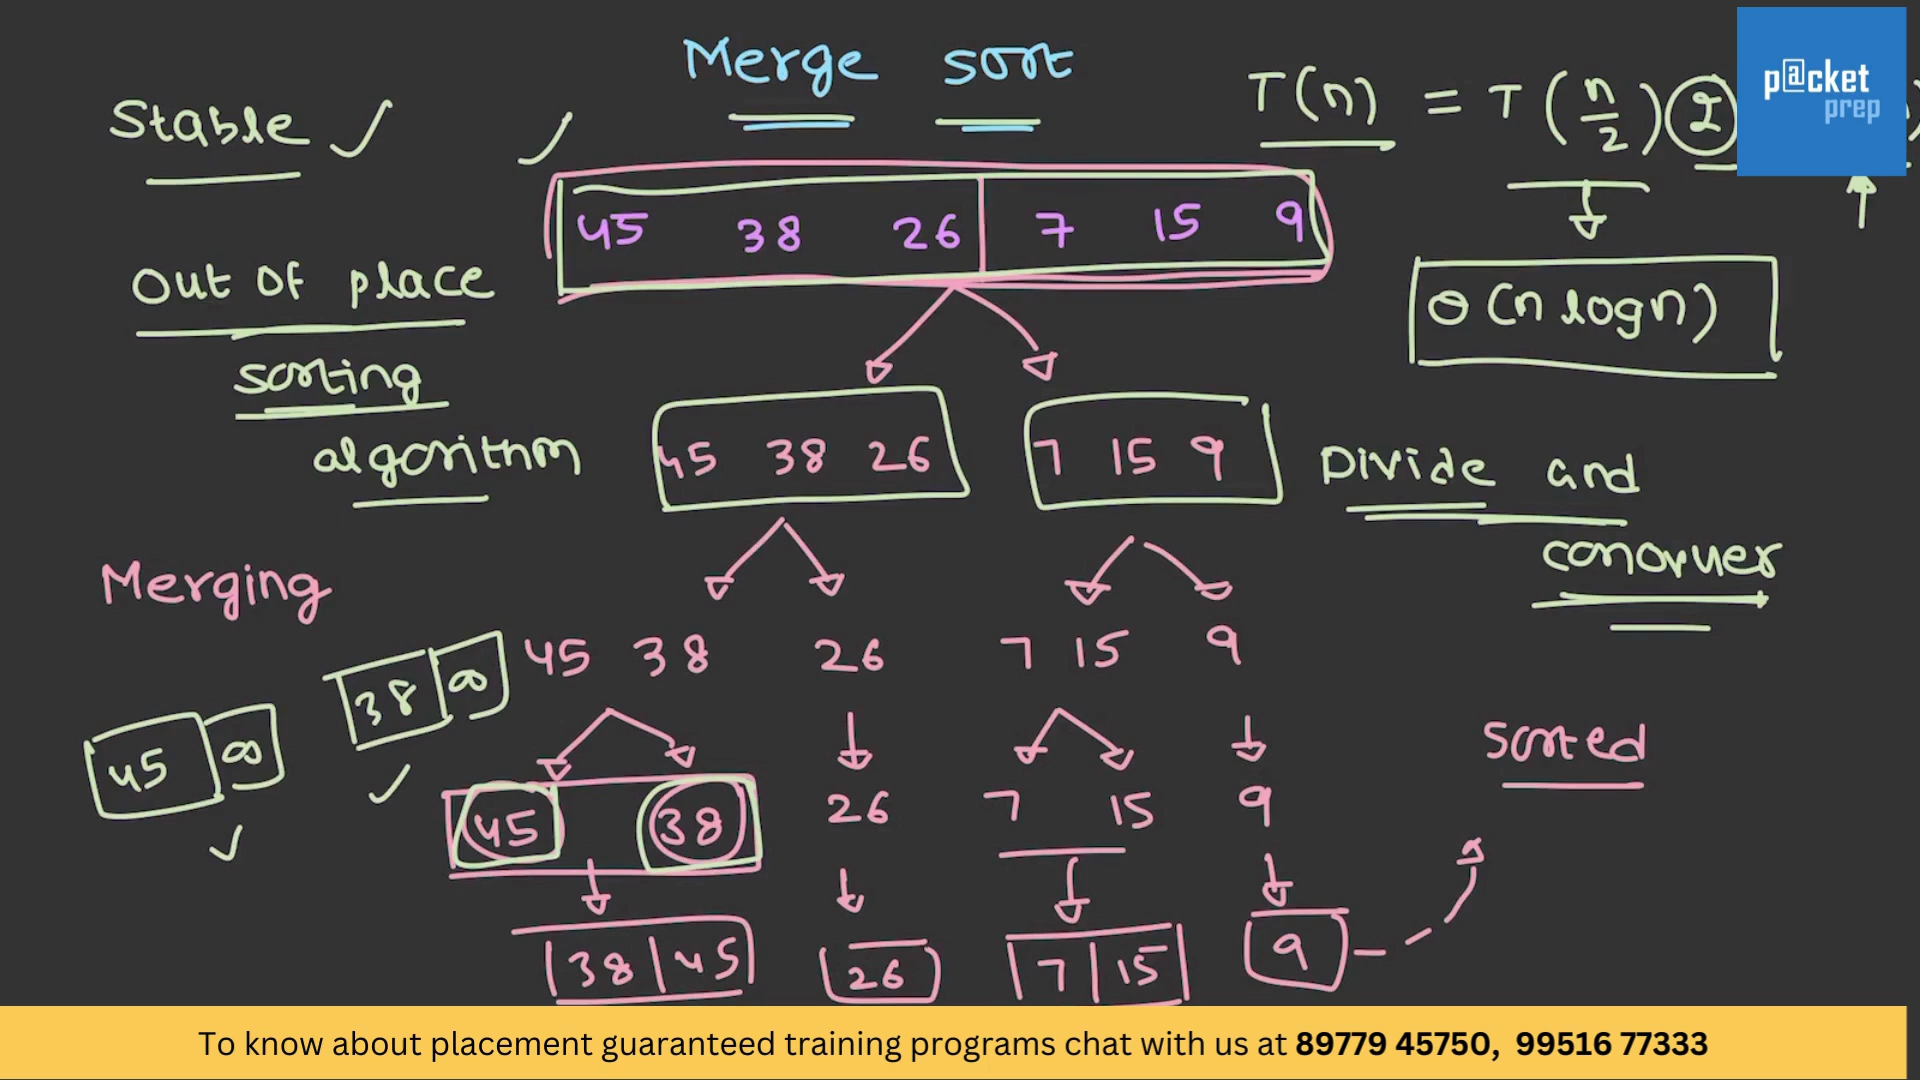 Merge sort
Stable ✓
T(n) = T(n/2) 2
p@cket
prep
45 38 26 7 15 9
Out of place
sorting
algorithm
θ(n logn)
45 38 26
7 15 9
Divide and
conquer
Merging
45 38 26 7 15 9
45 ∞
38 ∞
sorted
45 38 26 7 15 9
38 45 26 7 15 9
To know about placement guaranteed training programs chat with us at 89779 45750, 99516 77333